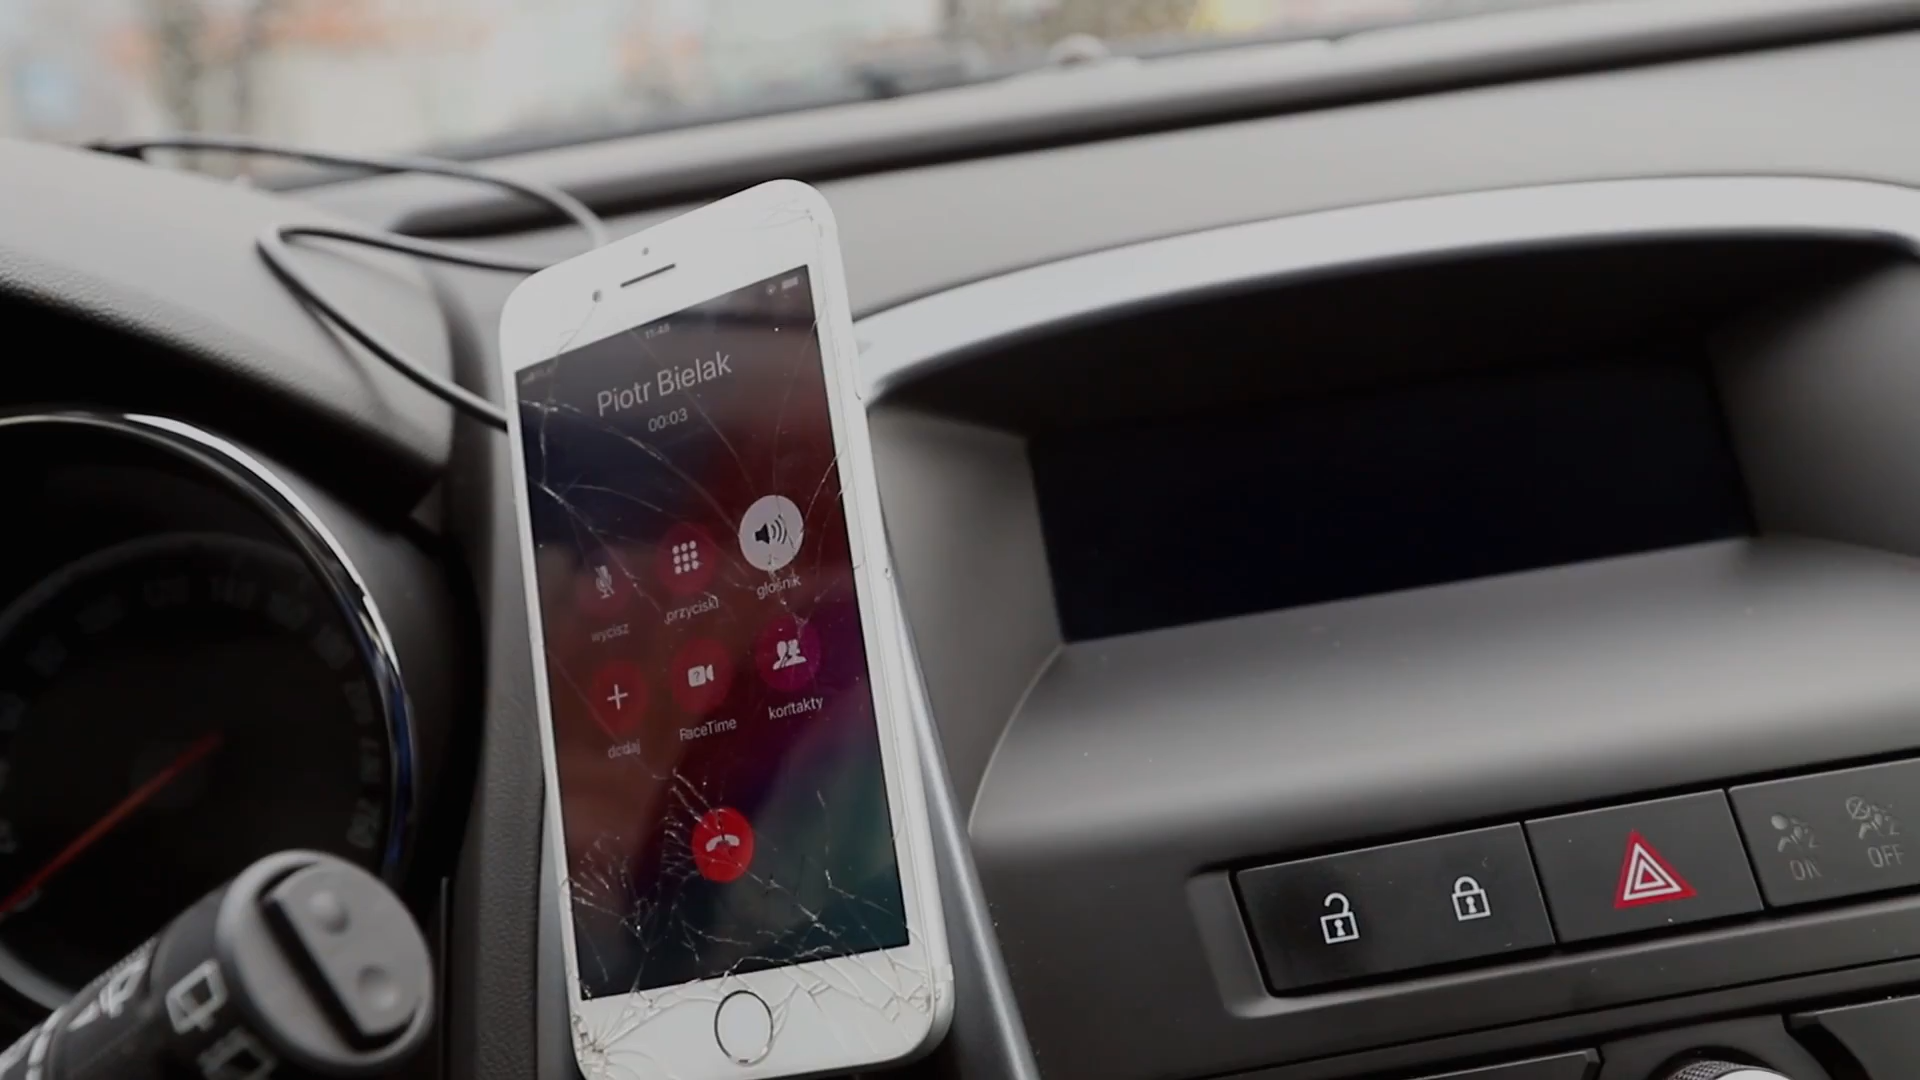 11:48
Piotr Bielak
00:03
wycisz
przyciski
głośnik
dodaj
FaceTime
kontakty
ON
OFF